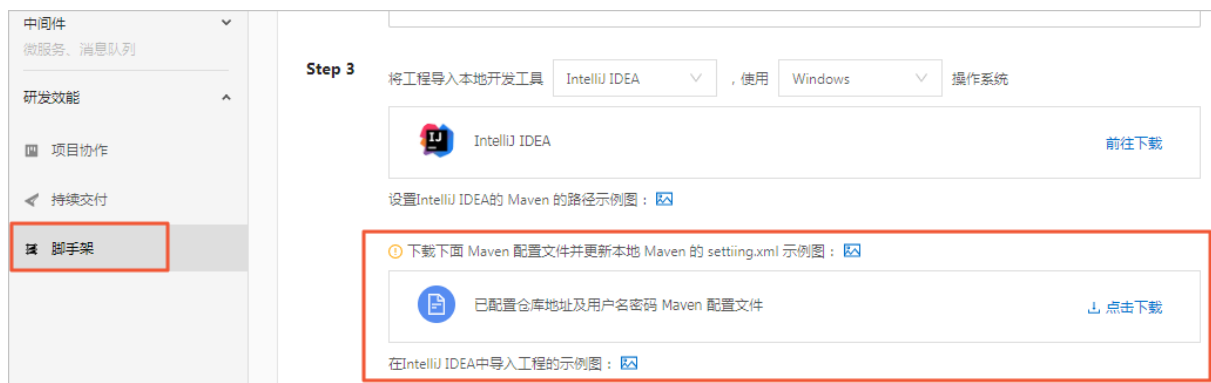 中间件
微服务、消息队列
研发效能
项目协作
持续交付
脚手架
Step 3
将工程导入本地开发工具 IntelliJ IDEA ，使用 Windows 操作系统
IJ
IntelliJ IDEA 前往下载
设置IntelliJ IDEA的 Maven 的路径示例图：
下载下面 Maven 配置文件并更新本地 Maven 的 settiing.xml 示例图：
已配置仓库地址及用户名密码 Maven 配置文件 点击下载
在IntelliJ IDEA中导入工程的示例图：